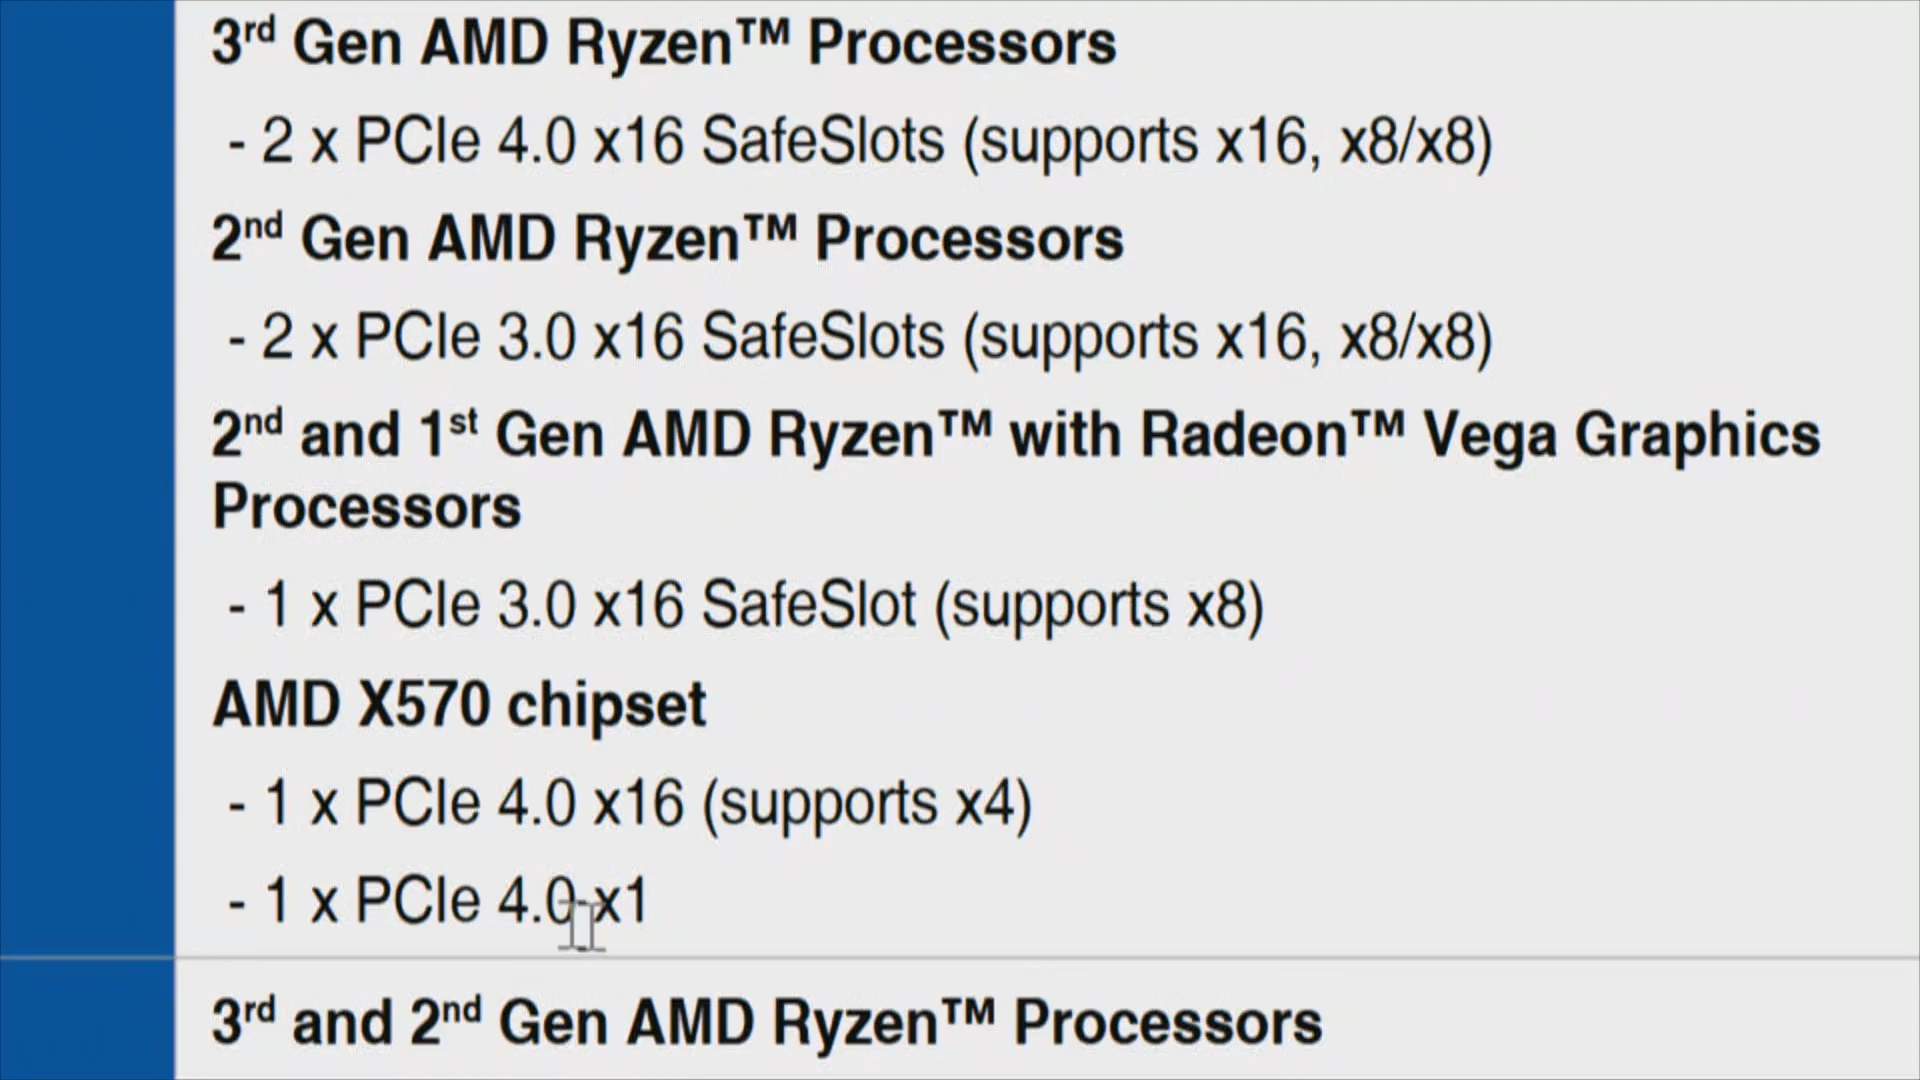 3rd Gen AMD Ryzen™ Processors
- 2 x PCIe 4.0 x16 SafeSlots (supports x16, x8/x8)
2nd Gen AMD Ryzen™ Processors
- 2 x PCIe 3.0 x16 SafeSlots (supports x16, x8/x8)
2nd and 1st Gen AMD Ryzen™ with Radeon™ Vega Graphics
Processors
- 1 x PCIe 3.0 x16 SafeSlot (supports x8)
AMD X570 chipset
- 1 x PCIe 4.0 x16 (supports x4)
- 1 x PCIe 4.0 x1
3rd and 2nd Gen AMD Ryzen™ Processors